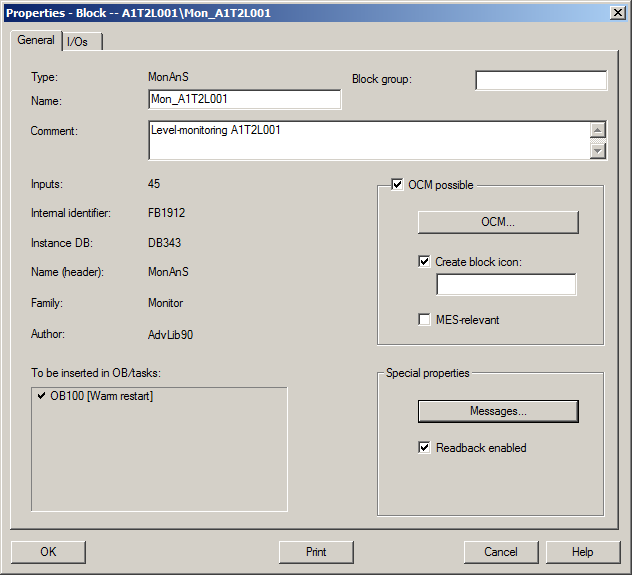 Properties - Block -- A1T2L001\Mon_A1T2L001
General
I/Os
Type: MonAnS Block group:
Name: Mon_A1T2L001
Comment: Level-monitoring A1T2L001
Inputs: 45
OCM possible
Internal identifier: FB1912
OCM...
Instance DB: DB343
Create block icon:
Name (header): MonAnS
Family: Monitor
MES-relevant
Author: AdvLib90
To be inserted in OB/tasks:
Special properties
OB100 [Warm restart]
Messages...
Readback enabled
OK Print Cancel Help